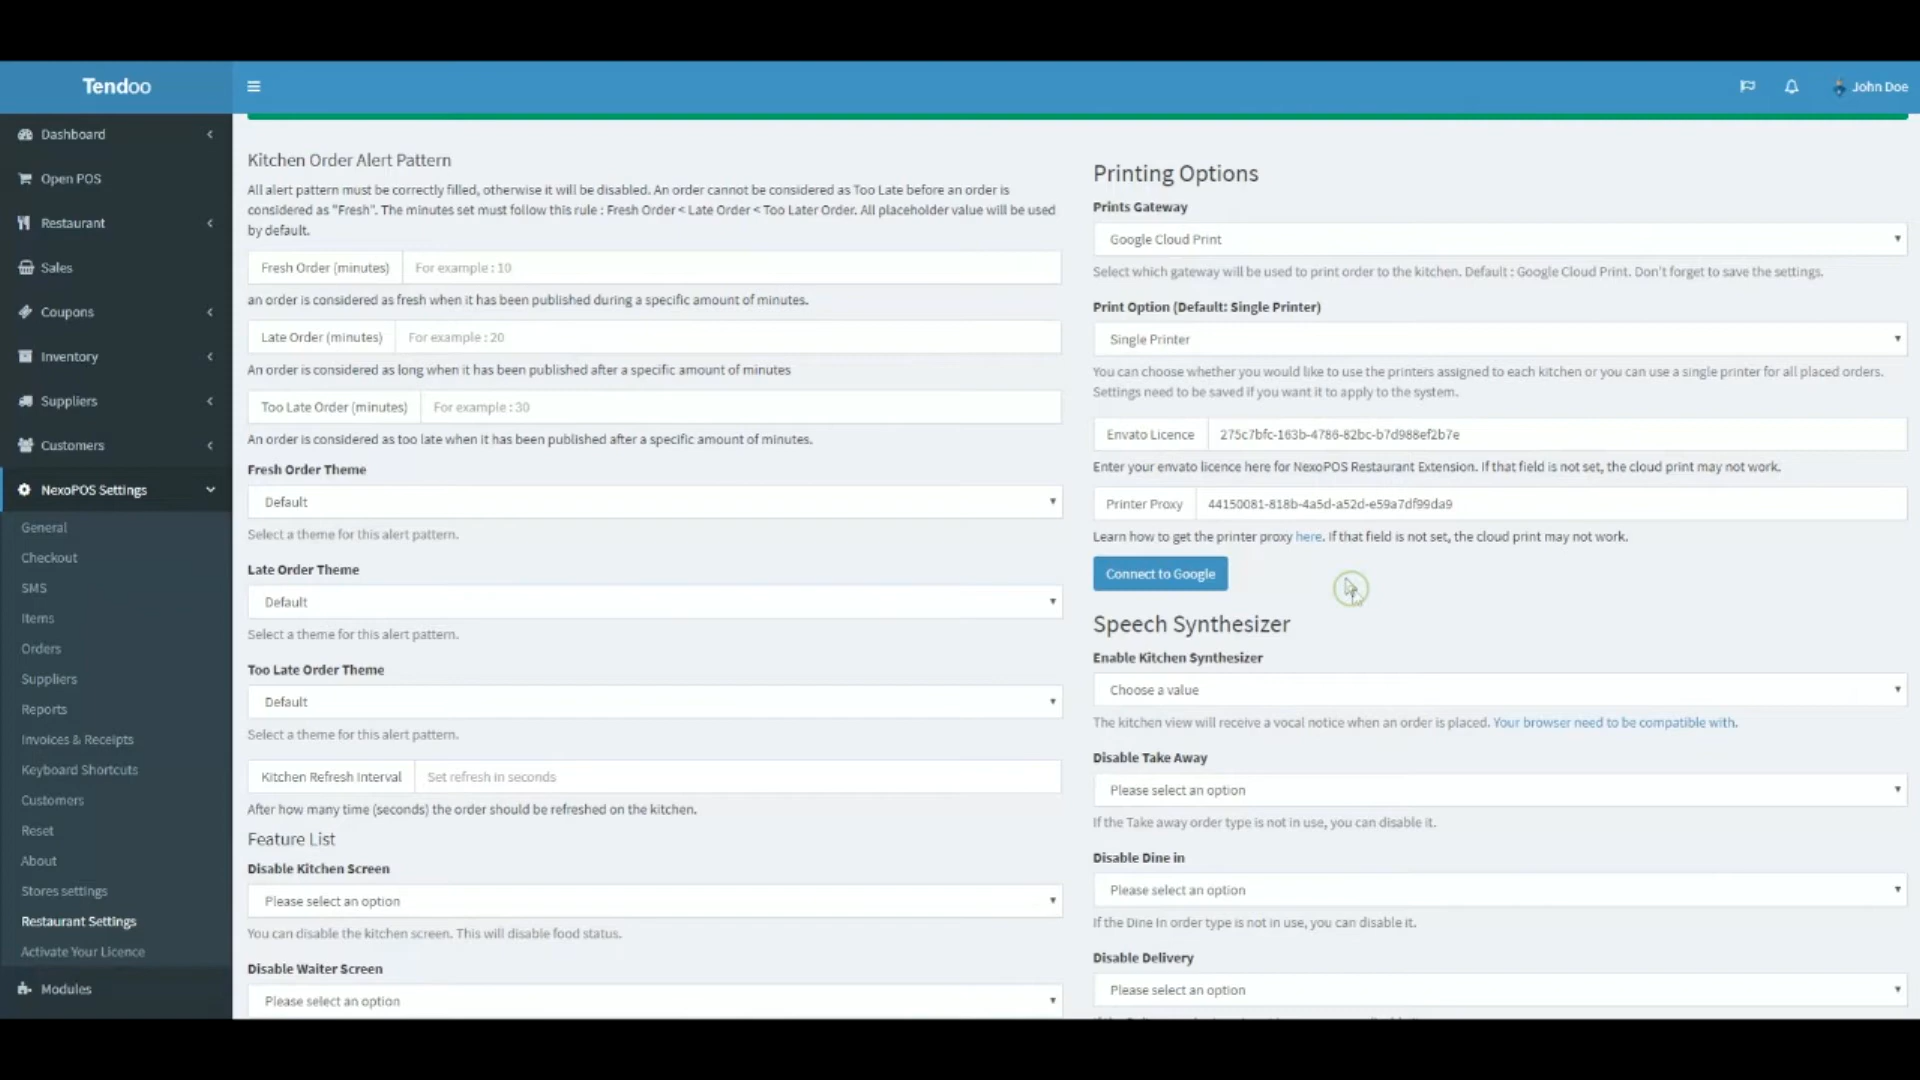 Tendoo
John Doe
Dashboard
Open POS
Restaurant
Sales
Coupons
Inventory
Suppliers
Customers
NexoPOS Settings
General
Checkout
SMS
Items
Orders
Suppliers
Reports
Invoices & Receipts
Keyboard Shortcuts
Customers
Reset
About
Stores settings
Restaurant Settings
Activate Your Licence
Modules
Kitchen Order Alert Pattern
All alert pattern must be correctly filled, otherwise it will be disabled. An order cannot be considered as Too Late before an order is
considered as "Fresh". The minutes set must follow this rule : Fresh Order < Late Order < Too Later Order. All placeholder value will be used
by default.
Fresh Order (minutes) For example : 10
an order is considered as fresh when it has been published during a specific amount of minutes.
Late Order (minutes) For example : 20
An order is considered as long when it has been published after a specific amount of minutes
Too Late Order (minutes) For example : 30
An order is considered as too late when it has been published after a specific amount of minutes.
Fresh Order Theme
Default
Select a theme for this alert pattern.
Late Order Theme
Default
Select a theme for this alert pattern.
Too Late Order Theme
Default
Select a theme for this alert pattern.
Kitchen Refresh Interval Set refresh in seconds
After how many time (seconds) the order should be refreshed on the kitchen.
Feature List
Disable Kitchen Screen
Please select an option
You can disable the kitchen screen. This will disable food status.
Disable Waiter Screen
Please select an option
Printing Options
Prints Gateway
Google Cloud Print
Select which gateway will be used to print order to the kitchen. Default : Google Cloud Print. Don't forget to save the settings.
Print Option (Default: Single Printer)
Single Printer
You can choose whether you would like to use the printers assigned to each kitchen or you can use a single printer for all placed orders.
Settings need to be saved if you want it to apply to the system.
Envato Licence 275c7bfc-163b-4786-82bc-b7d988ef2b7e
Enter your envato licence here for NexoPOS Restaurant Extension. If that field is not set, the cloud print may not work.
Printer Proxy 44150081-818b-4a5d-a52d-e59a7df99da9
Learn how to get the printer proxy here. If that field is not set, the cloud print may not work.
Connect to Google
Speech Synthesizer
Enable Kitchen Synthesizer
Choose a value
The kitchen view will receive a vocal notice when an order is placed. Your browser need to be compatible with.
Disable Take Away
Please select an option
If the Take away order type is not in use, you can disable it.
Disable Dine in
Please select an option
If the Dine In order type is not in use, you can disable it.
Disable Delivery
Please select an option